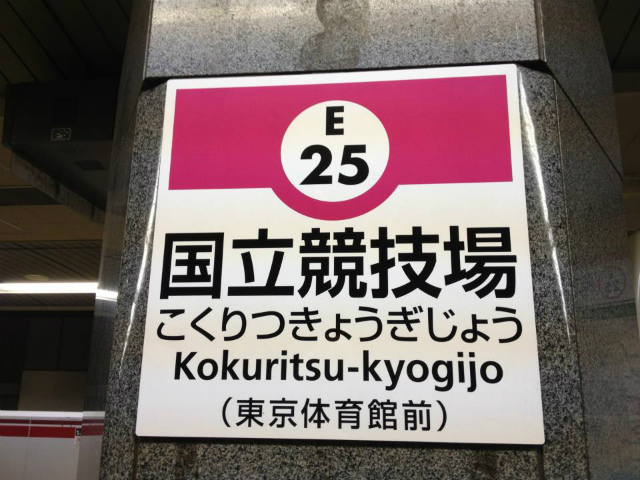 E
25
国立競技場
こくりつきょうぎじょう
Kokuritsu-kyogijo
（東京体育館前）